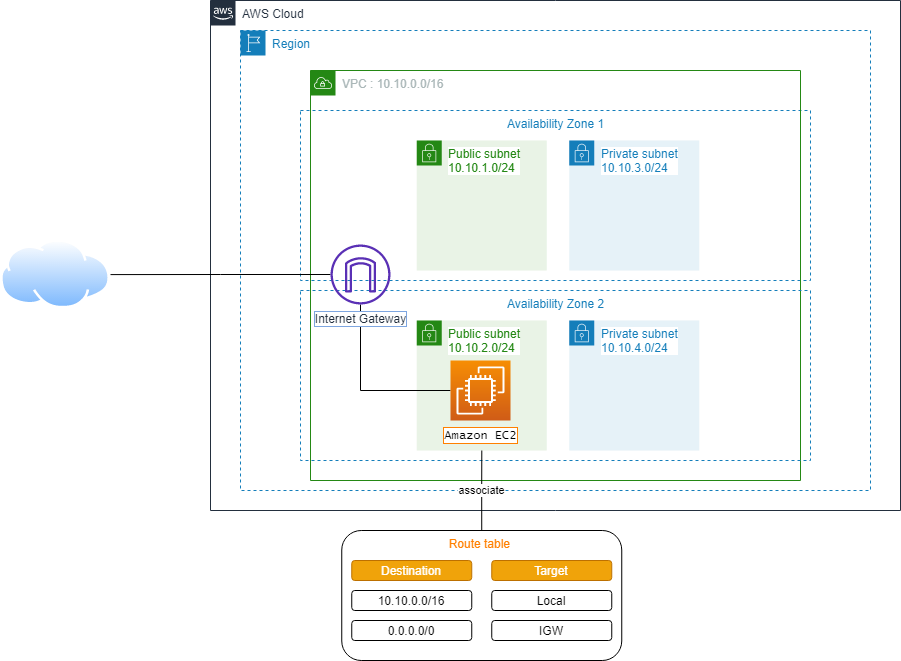 aws
AWS Cloud
Region
VPC : 10.10.0.0/16
Availability Zone 1
Public subnet
10.10.1.0/24
Private subnet
10.10.3.0/24
Internet Gateway
Availability Zone 2
Public subnet
10.10.2.0/24
Private subnet
10.10.4.0/24
Amazon EC2
associate
Route table
Destination
Target
10.10.0.0/16
Local
0.0.0.0/0
IGW